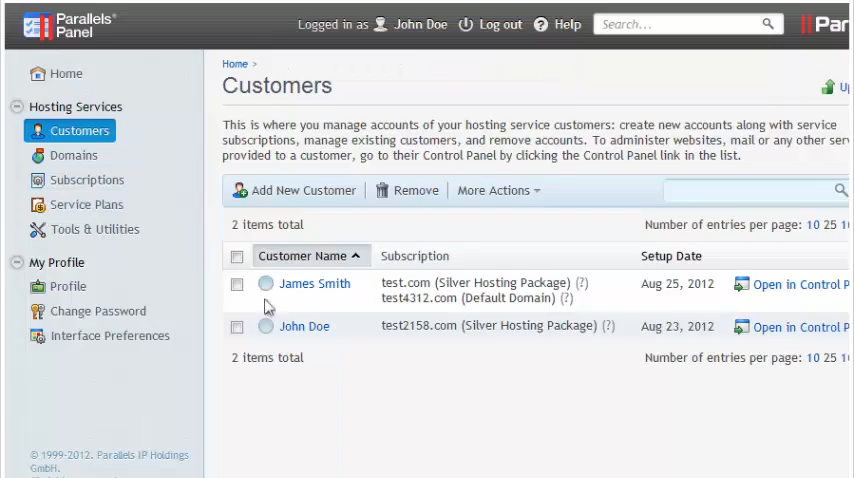 Parallels® Panel
Logged in as John Doe Log out Help Search...
Home
Hosting Services
Customers
Domains
Subscriptions
Service Plans
Tools & Utilities
My Profile
Profile
Change Password
Interface Preferences
© 1999-2012. Parallels IP Holdings
GmbH.
Home >
Customers
This is where you manage accounts of your hosting service customers: create new accounts along with service
subscriptions, manage existing customers, and remove accounts. To administer websites, mail or any other serv
provided to a customer, go to their Control Panel by clicking the Control Panel link in the list.
Add New Customer Remove More Actions
2 items total Number of entries per page: 10 25
Customer Name Subscription Setup Date
James Smith test.com (Silver Hosting Package) (?) Aug 25, 2012 Open in Control P
test4312.com (Default Domain) (?)
John Doe test2158.com (Silver Hosting Package) (?) Aug 23, 2012 Open in Control P
2 items total Number of entries per page: 10 25